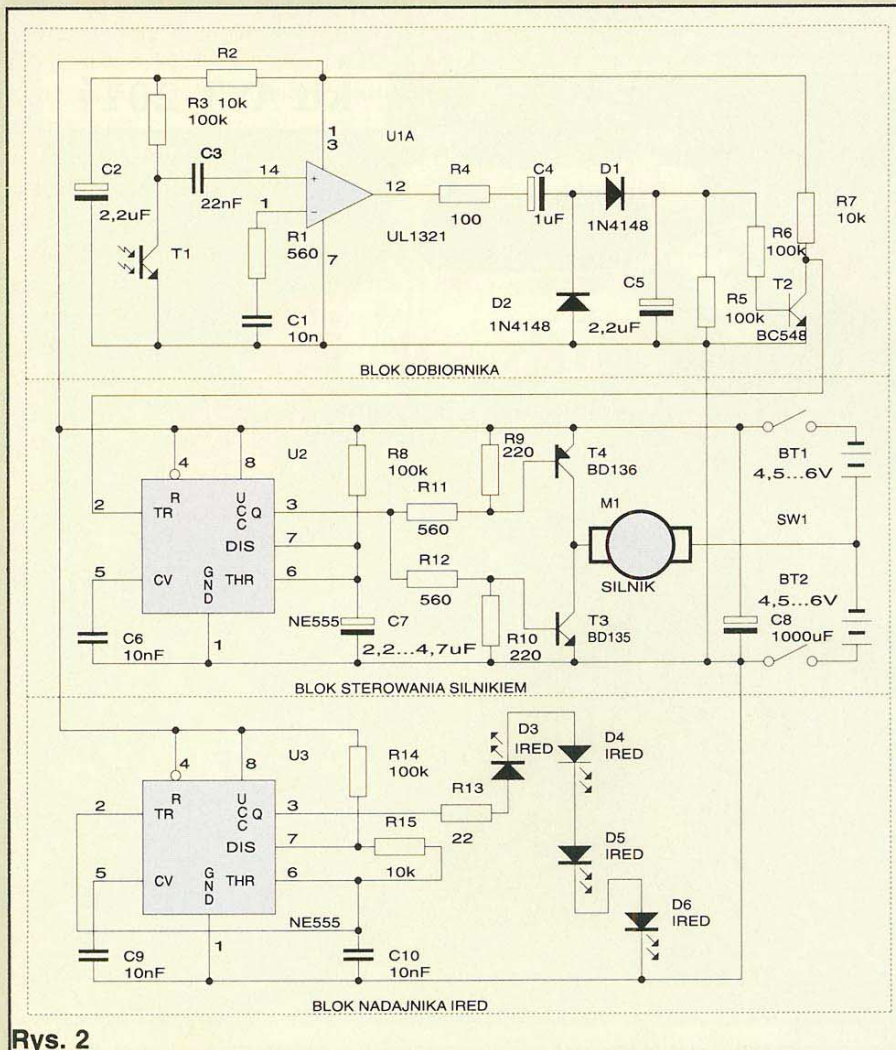 R2
10k
R3
100k
C2
2,2uF
C3
22nF
14
1
1
3
U1A
+
−
12
UL1321
7
R1
560
C1
10n
T1
R4
100
C4
1uF
D1
1N4148
D2
1N4148
C5
2,2uF
R5
100k
R6
100k
R7
10k
T2
BC548
BLOK ODBIORNIKA
4
8
U2
2
TR
R
UCC
Q
3
DIS
7
5
CV
GND
THR
6
1
NE555
C6
10nF
R8
100k
C7
2,2...4,7uF
R9
220
R11
560
R12
560
R10
220
T4
BD136
M1
SILNIK
T3
BD135
BT1
4,5...6V
SW1
BT2
4,5...6V
C8
1000uF
BLOK STEROWANIA SILNIKIEM
4
8
U3
2
TR
R
UCC
Q
3
DIS
7
5
CV
GND
THR
6
1
NE555
C9
10nF
C10
10nF
R14
100k
R15
10k
R13
22
D3
IRED
D4
IRED
D5
IRED
D6
IRED
BLOK NADAJNIKA IRED
Rys. 2